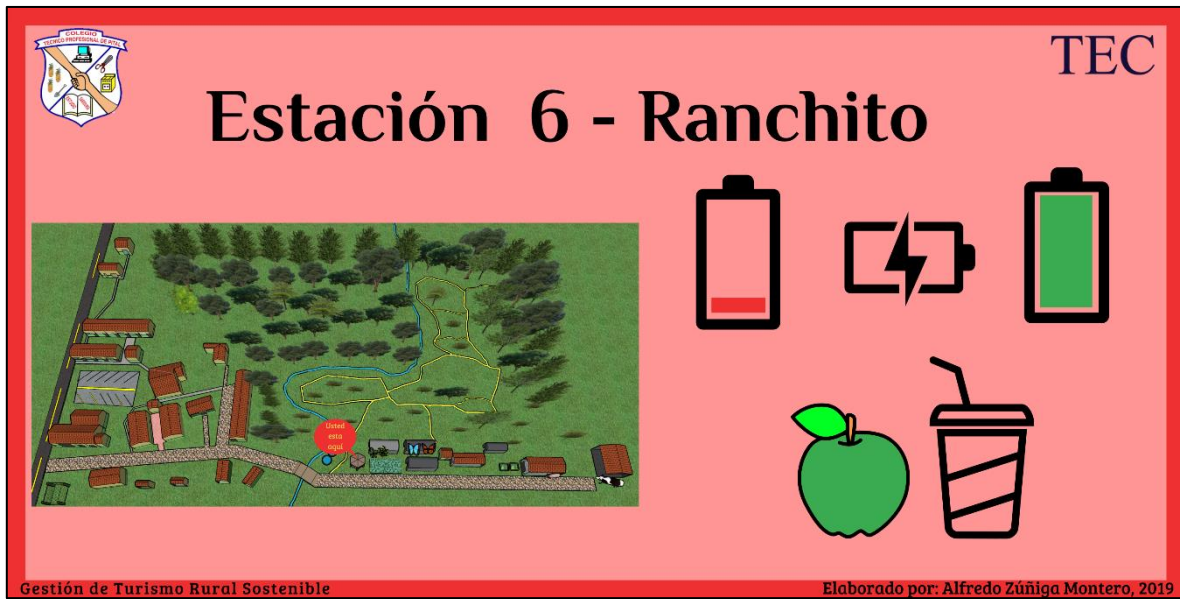 COLEGIO
TECNICO PROFESIONAL DE PITAL
TEC
Estación 6 - Ranchito
Usted
esta
aquí
Gestión de Turismo Rural Sostenible
Elaborado por: Alfredo Zúñiga Montero, 2019